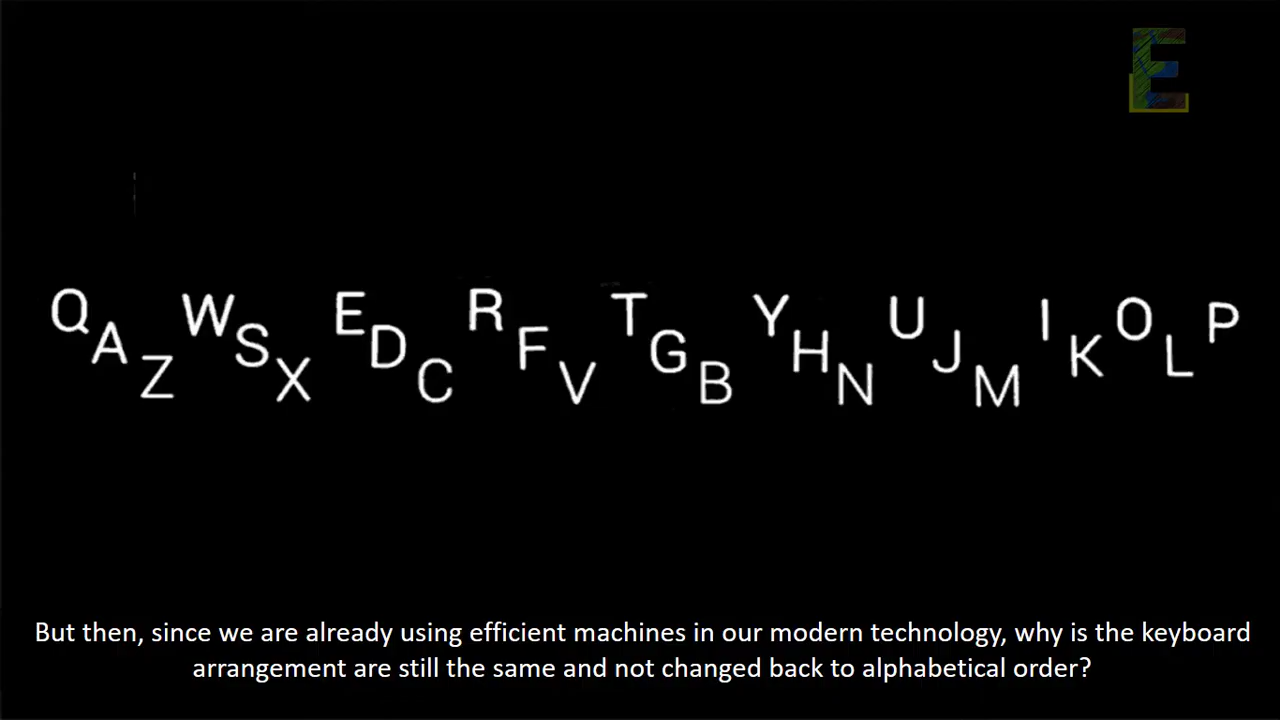 E
Q A Z W S X E D C R F V T G B Y H N U J M I K O L P
But then, since we are already using efficient machines in our modern technology, why is the keyboard
arrangement are still the same and not changed back to alphabetical order?